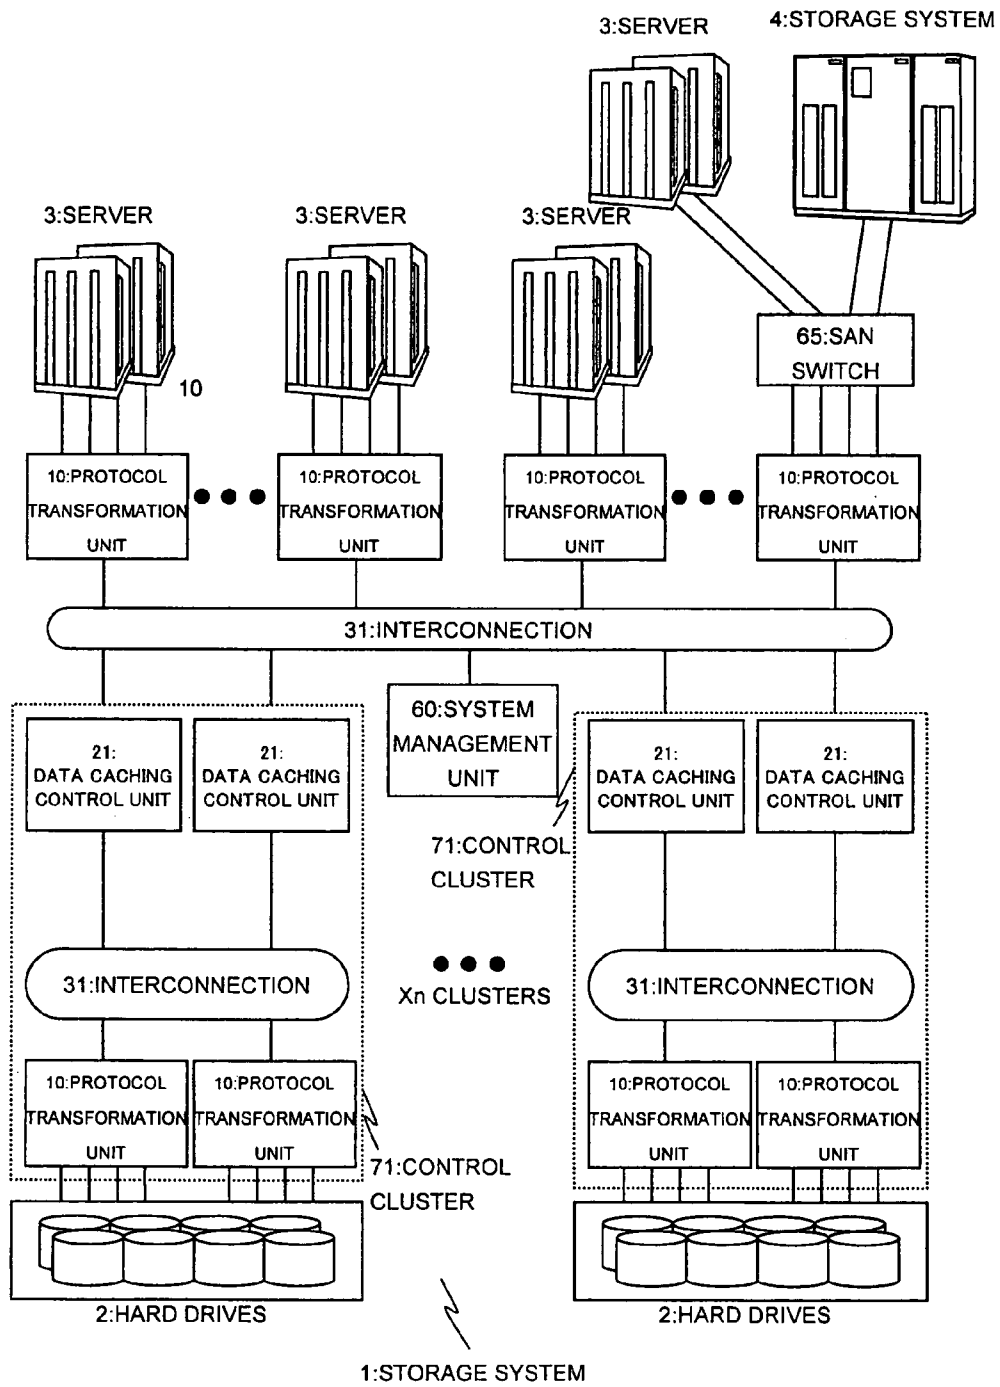 3:SERVER
4:STORAGE SYSTEM
3:SERVER
3:SERVER
3:SERVER
65:SAN
SWITCH
10
10:PROTOCOL
TRANSFORMATION
UNIT
10:PROTOCOL
TRANSFORMATION
UNIT
10:PROTOCOL
TRANSFORMATION
UNIT
10:PROTOCOL
TRANSFORMATION
UNIT
31:INTERCONNECTION
21:
DATA CACHING
CONTROL UNIT
21:
DATA CACHING
CONTROL UNIT
60:SYSTEM
MANAGEMENT
UNIT
21:
DATA CACHING
CONTROL UNIT
21:
DATA CACHING
CONTROL UNIT
71:CONTROL
CLUSTER
31:INTERCONNECTION
Xn CLUSTERS
31:INTERCONNECTION
10:PROTOCOL
TRANSFORMATION
UNIT
10:PROTOCOL
TRANSFORMATION
UNIT
71:CONTROL
CLUSTER
10:PROTOCOL
TRANSFORMATION
UNIT
10:PROTOCOL
TRANSFORMATION
UNIT
2:HARD DRIVES
2:HARD DRIVES
1:STORAGE SYSTEM